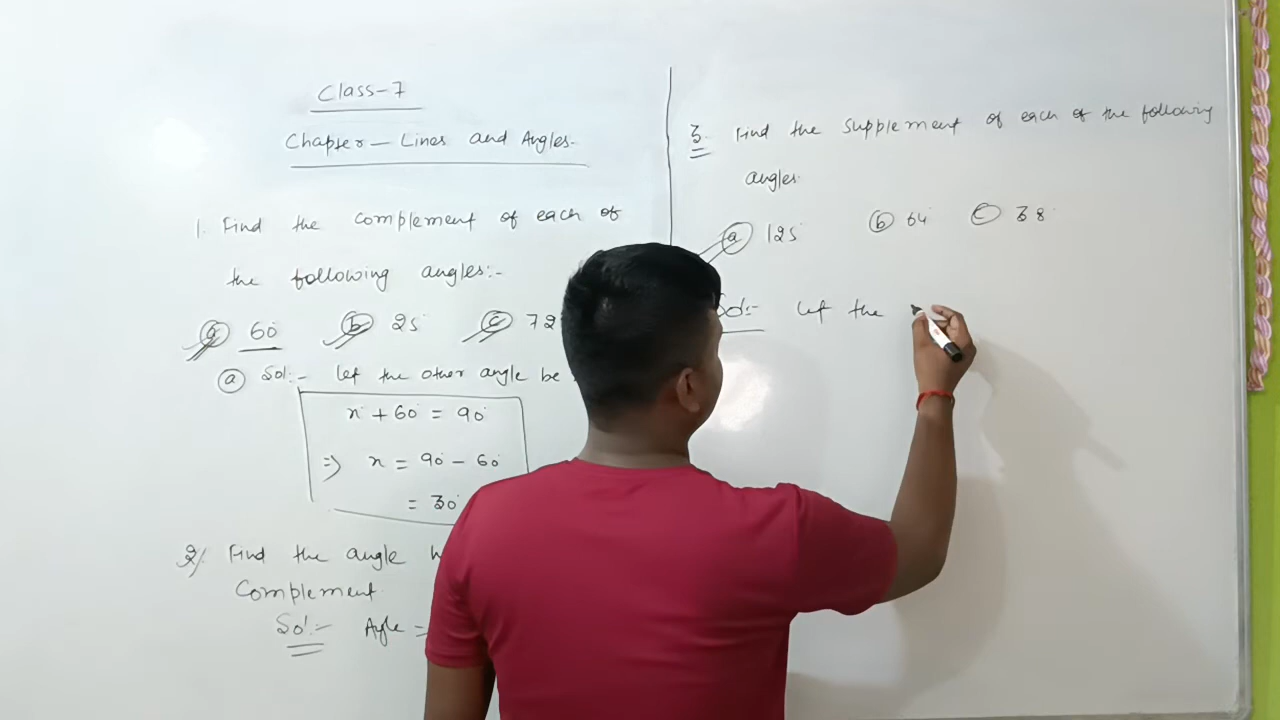 Class-7
Chapter — Lines and Angles.
1. Find the complement of each of
the following angles:-
(a) 60° (b) 25° (c) 72
(a) Sol:- let the other angle be
x° + 60° = 90°
=> x = 90° - 60°
= 30°
2/. Find the angle
Complement.
Sol:- Angle =
3. Find the Supplement of each of the following
angles.
(a) 125° (b) 64° (c) 38°
Sol:- let the